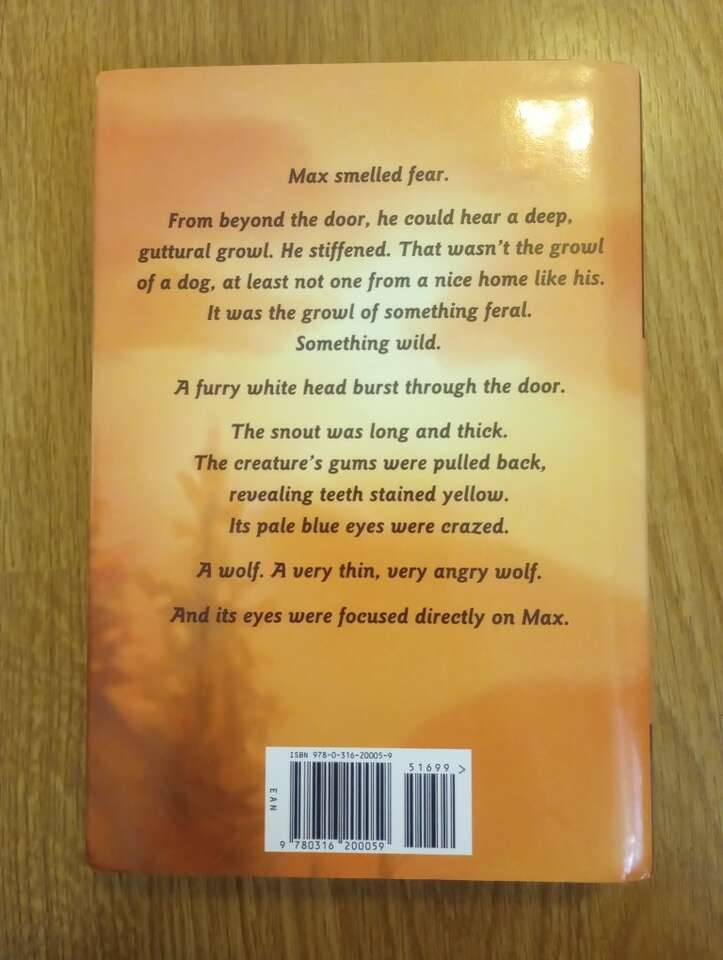 Max smelled fear.
From beyond the door, he could hear a deep,
guttural growl. He stiffened. That wasn't the growl
of a dog, at least not one from a nice home like his.
It was the growl of something feral.
Something wild.
A furry white head burst through the door.
The snout was long and thick.
The creature's gums were pulled back,
revealing teeth stained yellow.
Its pale blue eyes were crazed.
A wolf. A very thin, very angry wolf.
And its eyes were focused directly on Max.
ISBN 978-0-316-20005-9
51699 >
EAN
9 780316 200059